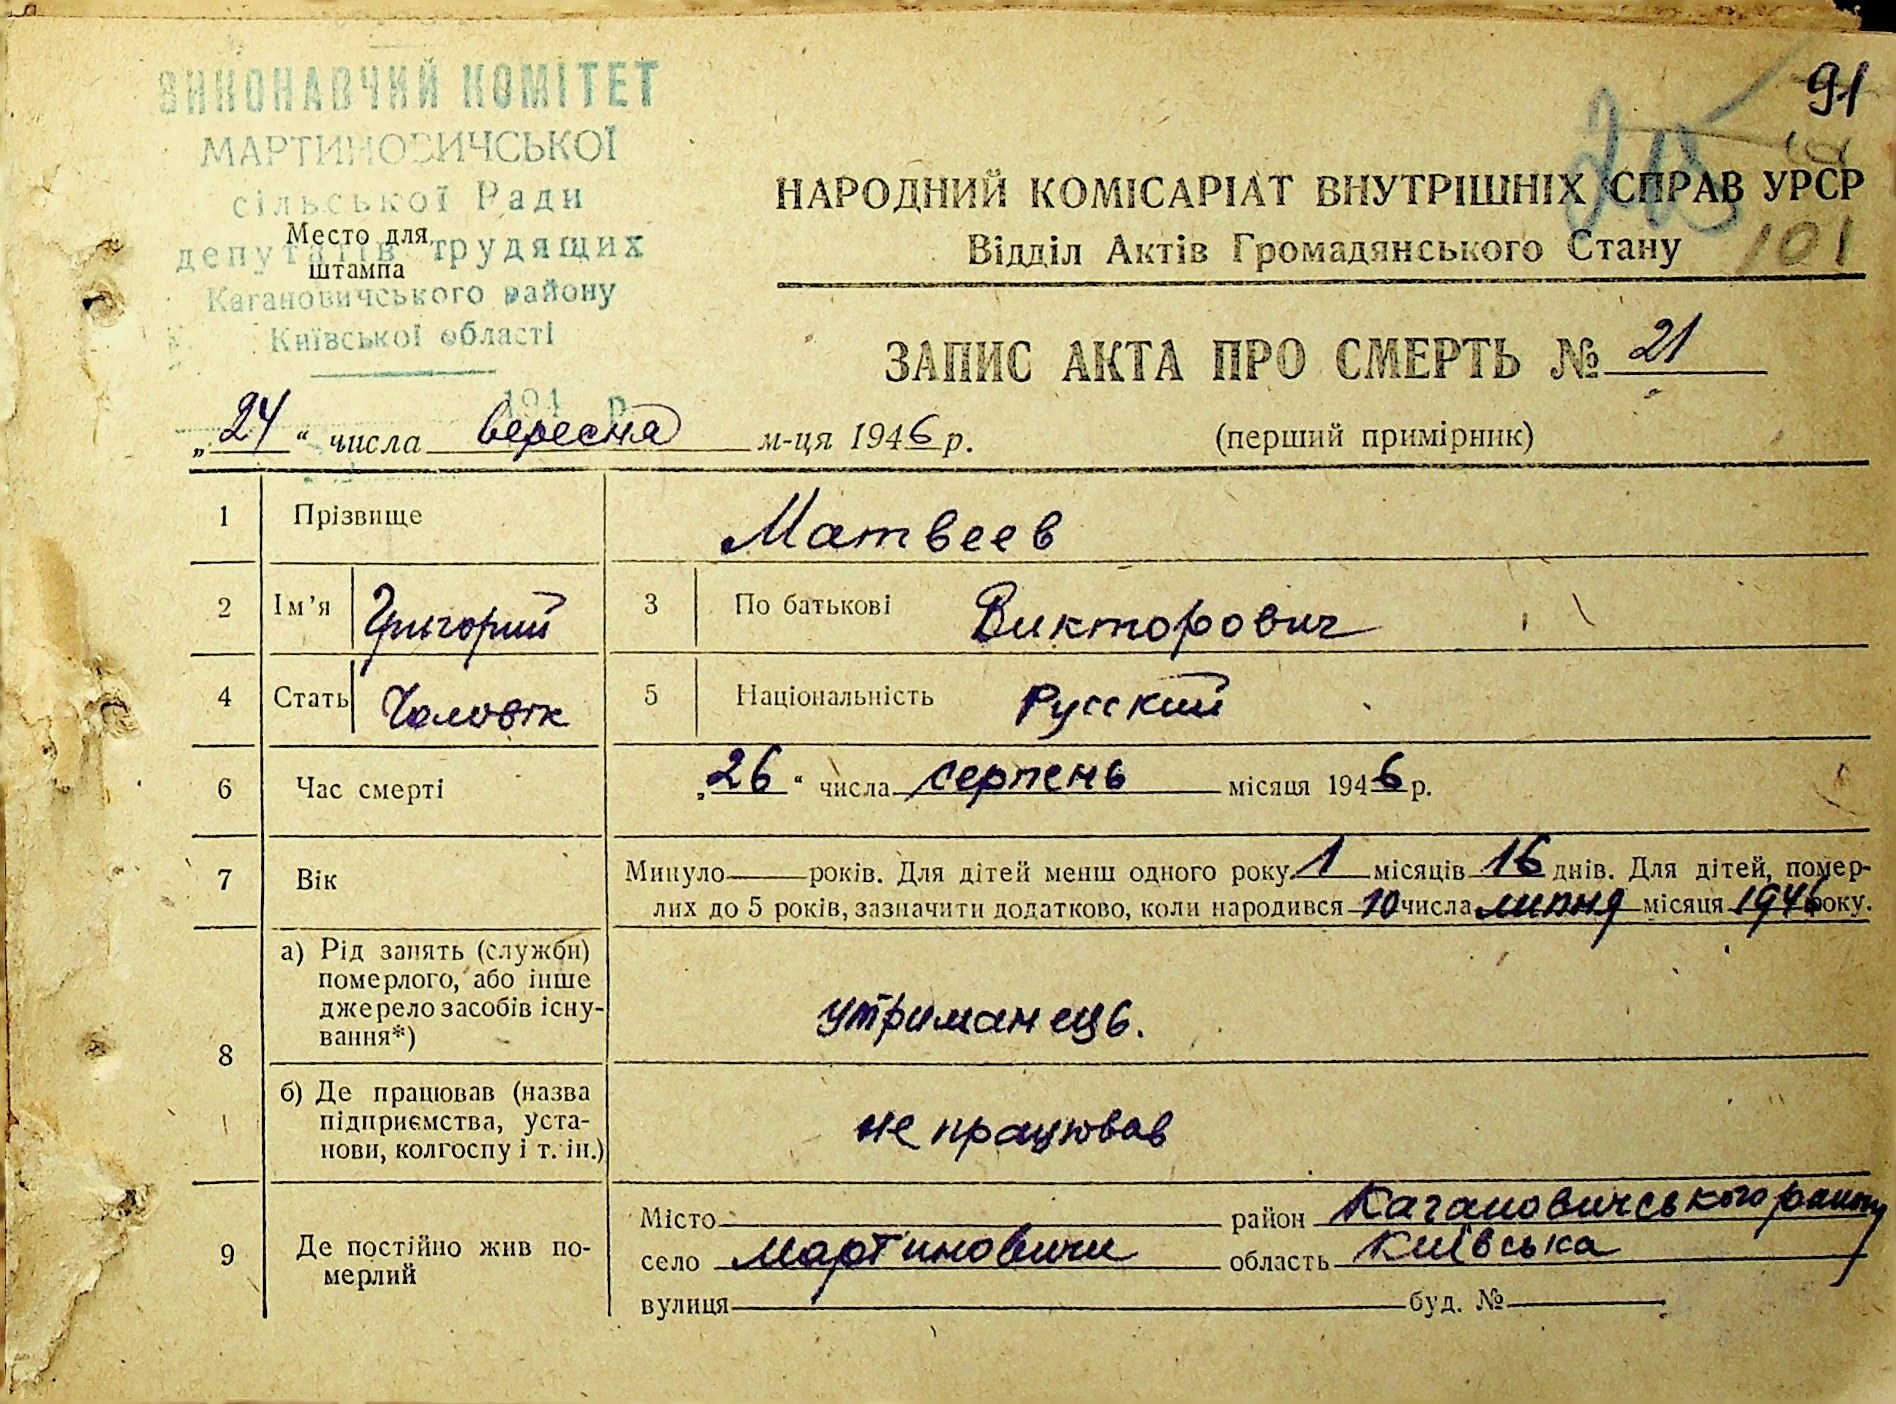 91
ВИКОНАВЧИЙ КОМІТЕТ
МАРТИНОВИЧСЬКОЇ
сільської Ради
депутатів трудящих
Кагановичського району
Київської області
194 р.
Место для
штампа
НАРОДНИЙ КОМІСАРІАТ ВНУТРІШНІХ СПРАВ УРСР
Відділ Актів Громадянського Стану
101
ЗАПИС АКТА ПРО СМЕРТЬ № 21
„24“ числа вересня м-ця 1946 р.
(перший примірник)
1 Прізвище Матвеев
2 Ім’я Григорий 3 По батькові Викторович
4 Стать Чоловік 5 Національність Русский
6 Час смерті „26“ числа серпень місяця 1946 р.
7 Вік Минуло — років. Для дітей менш одного року 1 місяців 16 днів. Для дітей, помер-
лих до 5 років, зазначити додатково, коли народився 10 числа липня місяця 1946 року.
8 а) Рід занять (служби)
померлого, або інше
джерело засобів існу-
вання*)
утриманець.
б) Де працював (назва
підприємства, уста-
нови, колгоспу і т. ін.)
не працював
9 Де постійно жив по-
мерлий
Місто район Кагановичського району
село Мартиновичи область Київська
вулиця буд. №